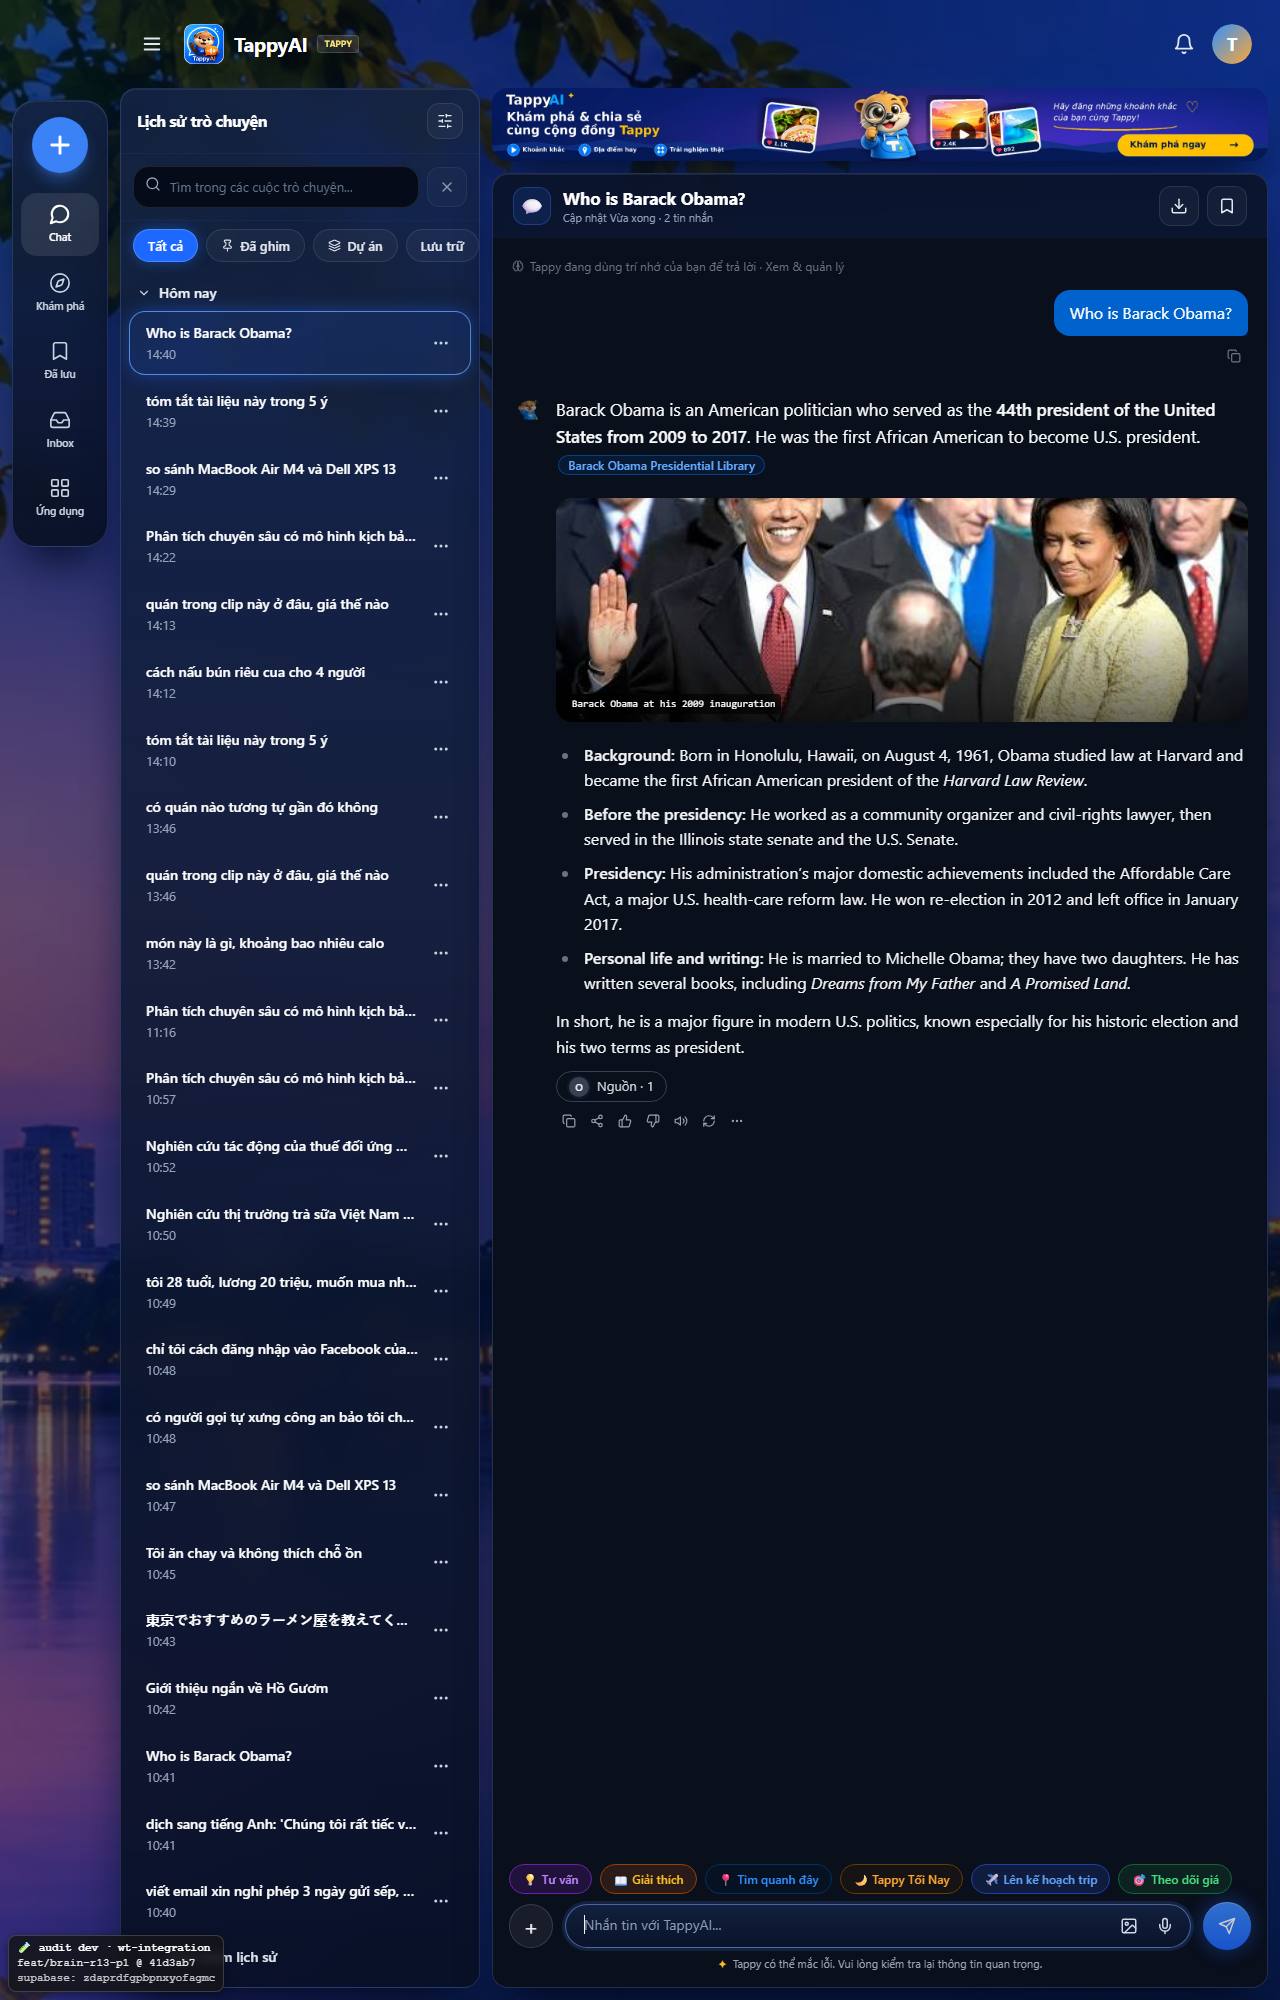 TappyAI TAPPY
T
Lịch sử trò chuyện
Tìm trong các cuộc trò chuyện...
Tất cả
Đã ghim
Dự án
Lưu trữ
Chat
Khám phá
Đã lưu
Inbox
Ứng dụng
Hôm nay
Who is Barack Obama?
14:40
tóm tắt tài liệu này trong 5 ý
14:39
so sánh MacBook Air M4 và Dell XPS 13
14:29
Phân tích chuyên sâu có mô hình kịch bả...
14:22
quán trong clip này ở đâu, giá thế nào
14:13
cách nấu bún riêu cua cho 4 người
14:12
tóm tắt tài liệu này trong 5 ý
14:10
có quán nào tương tự gần đó không
13:46
quán trong clip này ở đâu, giá thế nào
13:46
món này là gì, khoảng bao nhiêu calo
13:42
Phân tích chuyên sâu có mô hình kịch bả...
11:16
Phân tích chuyên sâu có mô hình kịch bả...
10:57
Nghiên cứu tác động của thuế đối ứng ...
10:52
Nghiên cứu thị trường trà sữa Việt Nam ...
10:50
tôi 28 tuổi, lương 20 triệu, muốn mua nh...
10:49
chỉ tôi cách đăng nhập vào Facebook của...
10:48
có người gọi tự xưng công an bảo tôi ch...
10:48
so sánh MacBook Air M4 và Dell XPS 13
10:47
Tôi ăn chay và không thích chỗ ồn
10:45
東京でおすすめのラーメン屋を教えてく...
10:43
Giới thiệu ngắn về Hồ Gươm
10:42
Who is Barack Obama?
10:41
dịch sang tiếng Anh: 'Chúng tôi rất tiếc v...
10:41
viết email xin nghỉ phép 3 ngày gửi sếp, ...
10:40
lịch sử
audit dev · wt-integration
feat/brain-r13-p1 @ 41d3ab7
supabase: zdaprdfgpbpnxyofagmc
TappyAI
Khám phá & chia sẻ
cùng cộng đồng Tappy
Khoảnh khắc
Địa điểm hay
Trải nghiệm thật
1.1K
2.4K
892
Hãy đăng những khoảnh khắc
của bạn cùng Tappy!
Khám phá ngay →
Who is Barack Obama?
Cập nhật Vừa xong · 2 tin nhắn
Tappy đang dùng trí nhớ của bạn để trả lời · Xem & quản lý
Who is Barack Obama?
Barack Obama is an American politician who served as the 44th president of the United
States from 2009 to 2017. He was the first African American to become U.S. president.
Barack Obama Presidential Library
Barack Obama at his 2009 inauguration
Background: Born in Honolulu, Hawaii, on August 4, 1961, Obama studied law at Harvard and
became the first African American president of the Harvard Law Review.
Before the presidency: He worked as a community organizer and civil-rights lawyer, then
served in the Illinois state senate and the U.S. Senate.
Presidency: His administration's major domestic achievements included the Affordable Care
Act, a major U.S. health-care reform law. He won re-election in 2012 and left office in January
2017.
Personal life and writing: He is married to Michelle Obama; they have two daughters. He has
written several books, including Dreams from My Father and A Promised Land.
In short, he is a major figure in modern U.S. politics, known especially for his historic election and
his two terms as president.
O Nguồn · 1
Tư vấn
Giải thích
Tìm quanh đây
Tappy Tối Nay
Lên kế hoạch trip
Theo dõi giá
Nhắn tin với TappyAI...
Tappy có thể mắc lỗi. Vui lòng kiểm tra lại thông tin quan trọng.